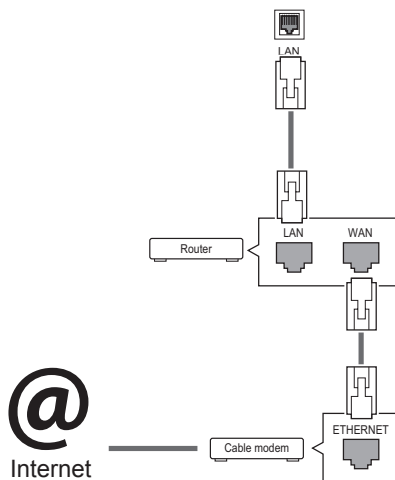 LAN
LAN WAN
Router
@
ETHERNET
Cable modem
Internet